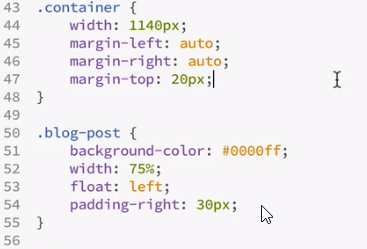 43 .container {
44 width: 1140px;
45 margin-left: auto;
46 margin-right: auto;
47 margin-top: 20px;
48 }
49
50 .blog-post {
51 background-color: #0000ff;
52 width: 75%;
53 float: left;
54 padding-right: 30px;
55 }
56